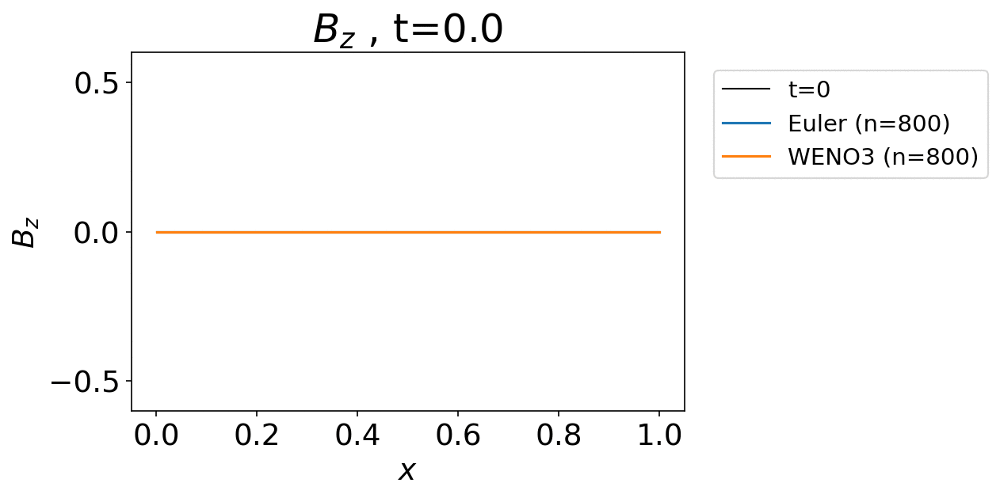 B_z , t=0.0
t=0
Euler (n=800)
WENO3 (n=800)
B_z
0.5
0.0
−0.5
0.0 0.2 0.4 0.6 0.8 1.0
x